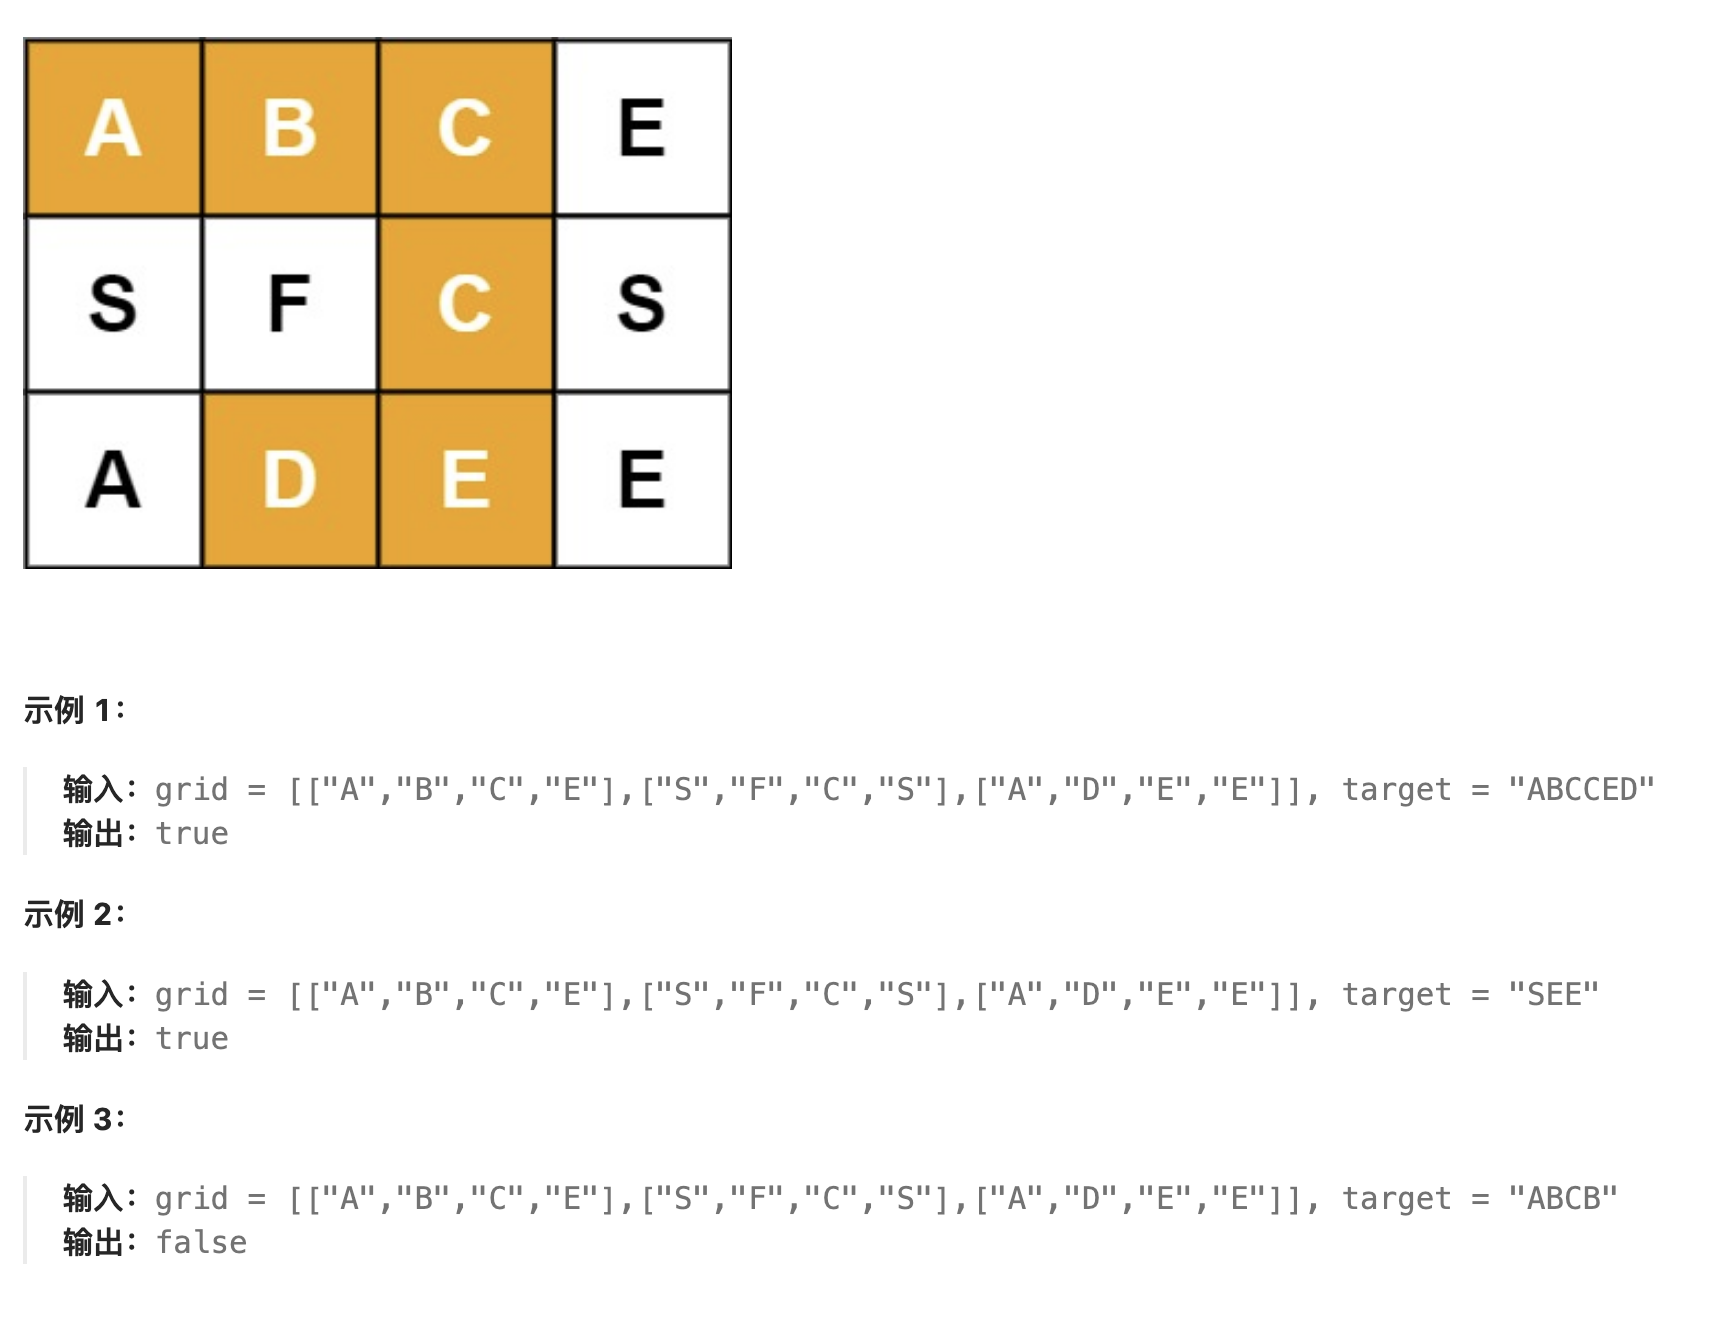 A B C E
S F C S
A D E E
示例 1：
输入：grid = [["A","B","C","E"],["S","F","C","S"],["A","D","E","E"]], target = "ABCCED"
输出：true
示例 2：
输入：grid = [["A","B","C","E"],["S","F","C","S"],["A","D","E","E"]], target = "SEE"
输出：true
示例 3：
输入：grid = [["A","B","C","E"],["S","F","C","S"],["A","D","E","E"]], target = "ABCB"
输出：false